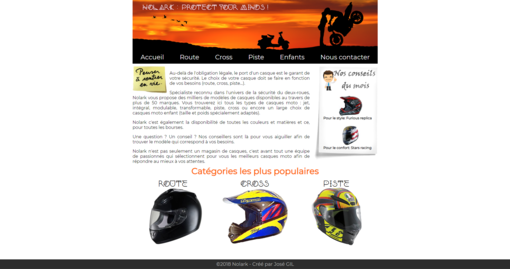 NOLARK : PROTECT YOUR MINDS !
Accueil Route Cross Piste Enfants Nous contacter
Penser
à rentrer
en vie
Au-delà de l'obligation légale, le port d'un casque est le garant de
votre sécurité. Le choix de votre casque doit se faire en fonction
de vos besoins (route, cross, piste...).
Spécialiste reconnu dans l'univers de la sécurité du deux-roues,
Nolark vous propose des milliers de modèles de casques disponibles au travers de
plus de 50 marques. Vous trouverez ici tous les types de casques moto : jet,
intégral, modulable, transformable, piste, cross ou encore un large choix de
casques moto enfant (taille et poids spécialement adaptés).
Nolark c'est également la disponibilité de toutes les couleurs et matières et ce,
pour toutes les bourses.
Une question ? Un conseil ? Nos conseillers sont là pour vous aiguiller afin de
trouver le modèle qui correspond à vos besoins.
Nolark n'est pas seulement un magasin de casques, c'est avant tout une équipe
de passionnés qui sélectionnent pour vous les meilleurs casques moto afin de
répondre au mieux à vos attentes.
Nos conseils
du mois
Pour le style Furious replica
Pour le confort Stara racing
Catégories les plus populaires
ROUTE CROSS PISTE
©2018 Nolark - Créé par José GIL